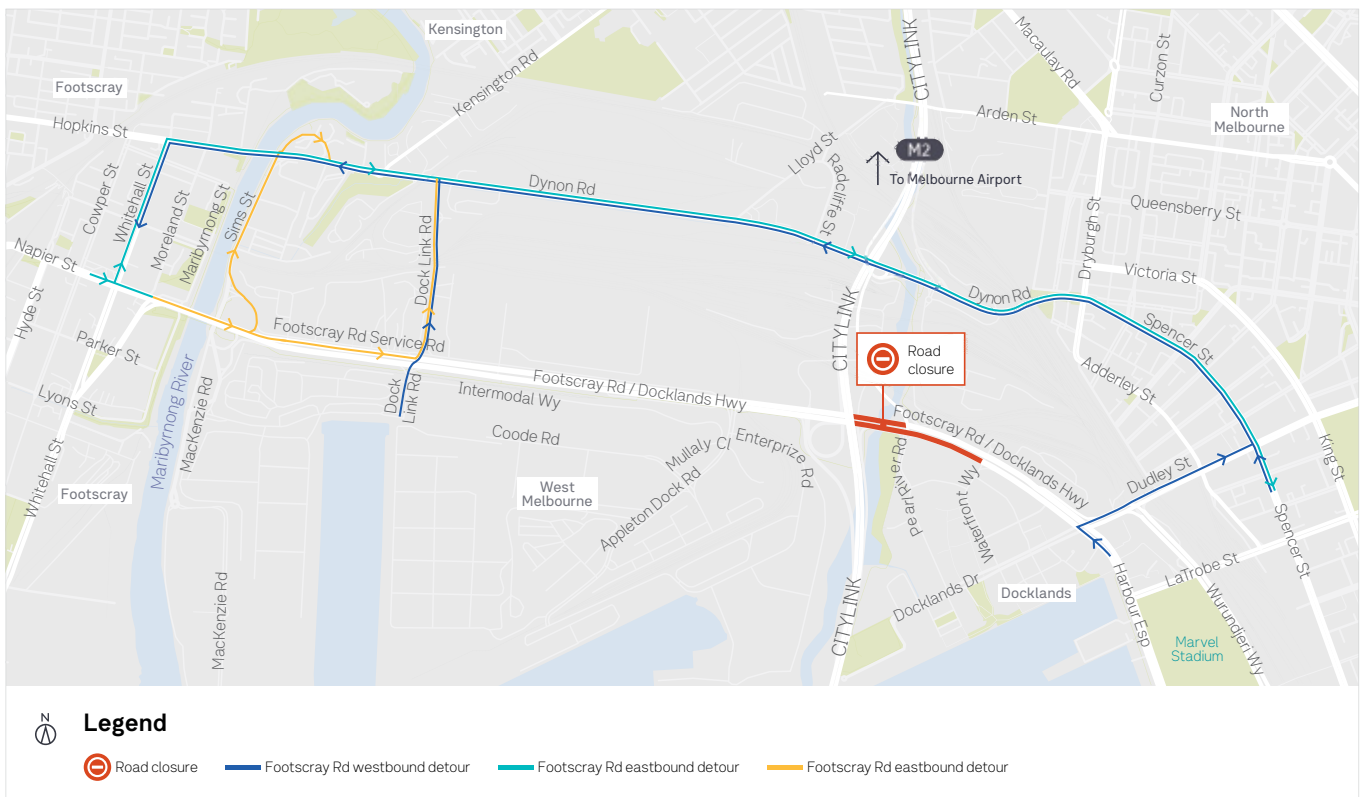 Kensington
CITYLINK
Macaulay Rd
Curzon St
Footscray
Kensington Rd
Arden St
North
Melbourne
Hopkins St
M2
To Melbourne Airport
Lloyd St
Radcliffe St
Cowper St
Whitehall St
Moreland St
Maribyrnong St
Sims St
Dynon Rd
Queensberry St
Dryburgh St
Napier St
Dock Link Rd
Victoria St
Hyde St
Dynon Rd
CITYLINK
Spencer St
Footscray Rd Service Rd
Parker St
Road
closure
Adderley St
Lyons St
Maribyrnong River
MacKenzie Rd
Dock
Link Rd
Intermodal Wy
Footscray Rd / Docklands Hwy
Footscray Rd / Docklands Hwy
Coode Rd
Mullaly Cl
Enterprize Rd
King St
Whitehall St
Footscray
West
Melbourne
Appleton Dock Rd
Pearl River Rd
Waterfront Wy
Dudley St
Spencer St
MacKenzie Rd
CITYLINK
Docklands Dr
Docklands
Harbour Esp
LaTrobe St
Wurundjeri Wy
Marvel
Stadium
N
Legend
Road closure
Footscray Rd westbound detour
Footscray Rd eastbound detour
Footscray Rd eastbound detour